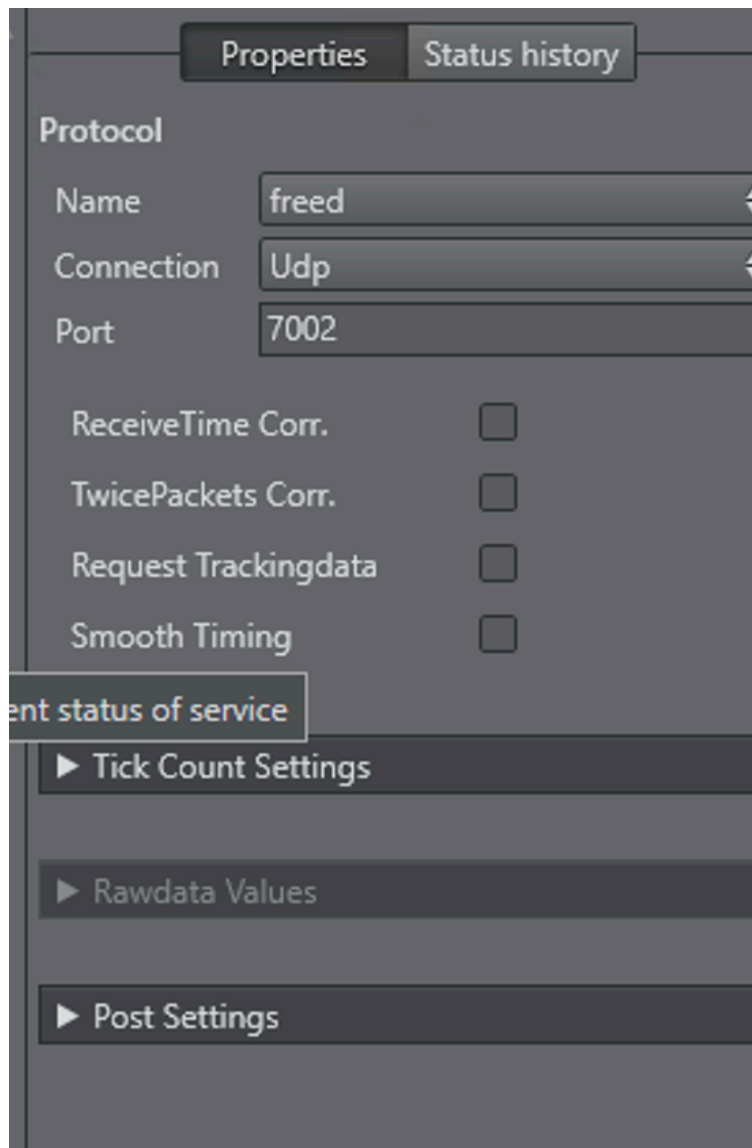 Properties Status history
Protocol
Name freed
Connection Udp
Port 7002
ReceiveTime Corr.
TwicePackets Corr.
Request Trackingdata
Smooth Timing
ent status of service
Tick Count Settings
Rawdata Values
Post Settings